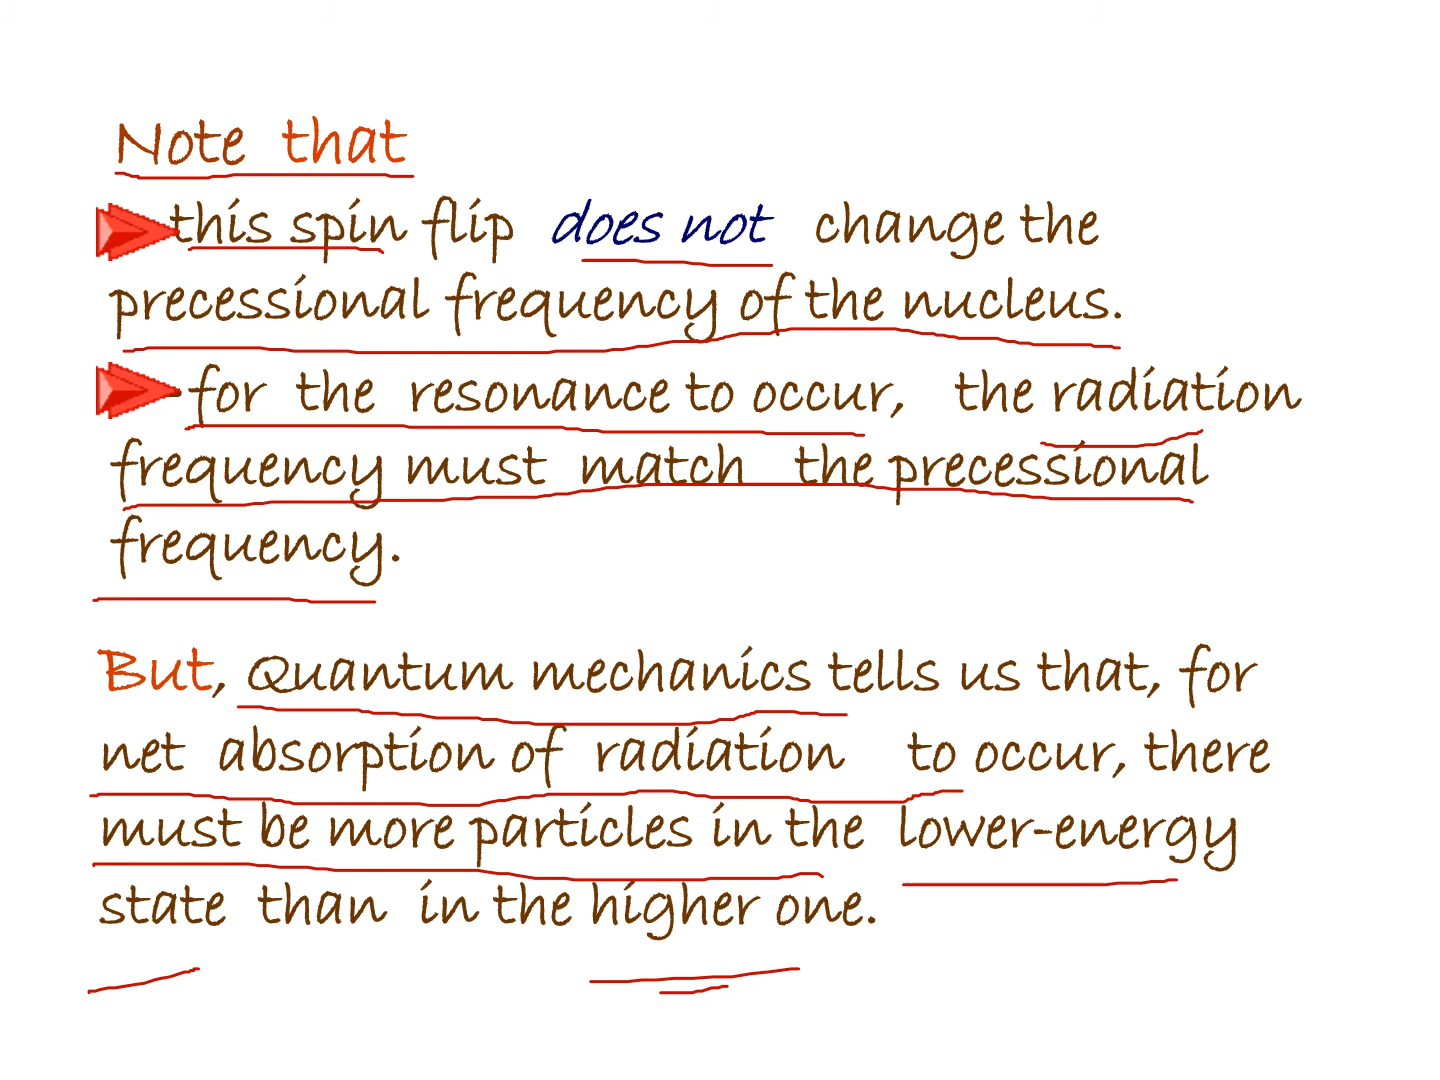 Note that
this spin flip does not change the
precessional frequency of the nucleus.
for the resonance to occur, the radiation
frequency must match the precessional
frequency.
But, Quantum mechanics tells us that, for
net absorption of radiation to occur, there
must be more particles in the lower-energy
state than in the higher one.